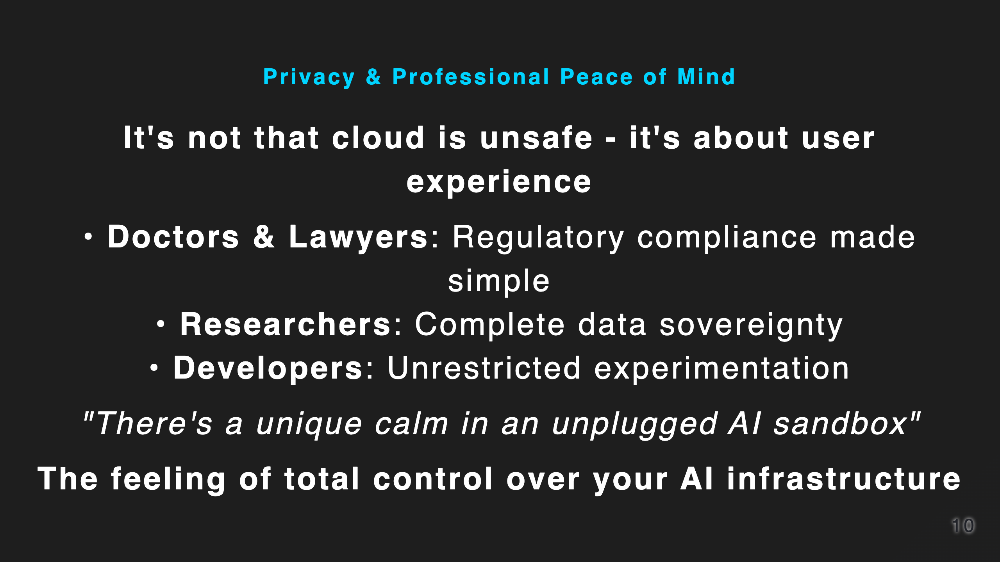 Privacy & Professional Peace of Mind
It's not that cloud is unsafe - it's about user
experience
• Doctors & Lawyers: Regulatory compliance made
simple
• Researchers: Complete data sovereignty
• Developers: Unrestricted experimentation
"There's a unique calm in an unplugged AI sandbox"
The feeling of total control over your AI infrastructure
10